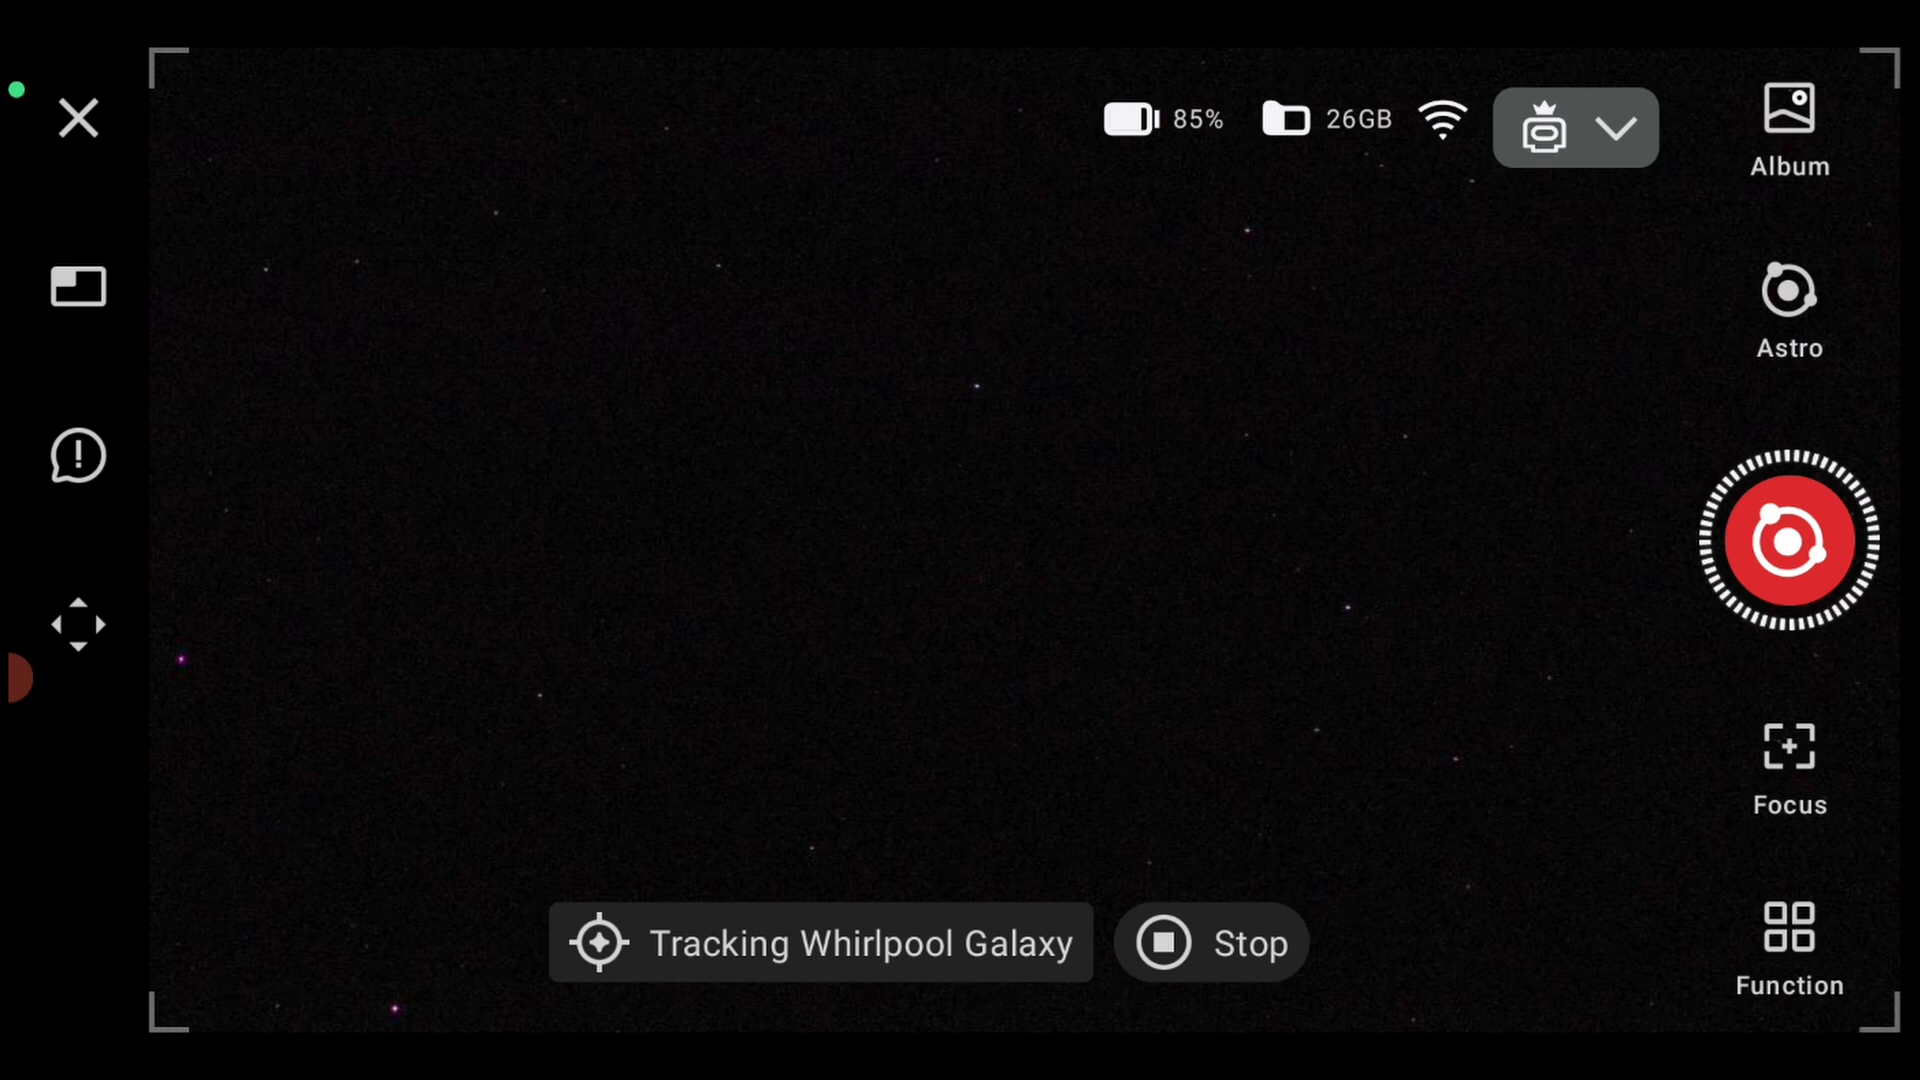 85% 26GB
Album
Astro
Focus
Tracking Whirlpool Galaxy Stop
Function